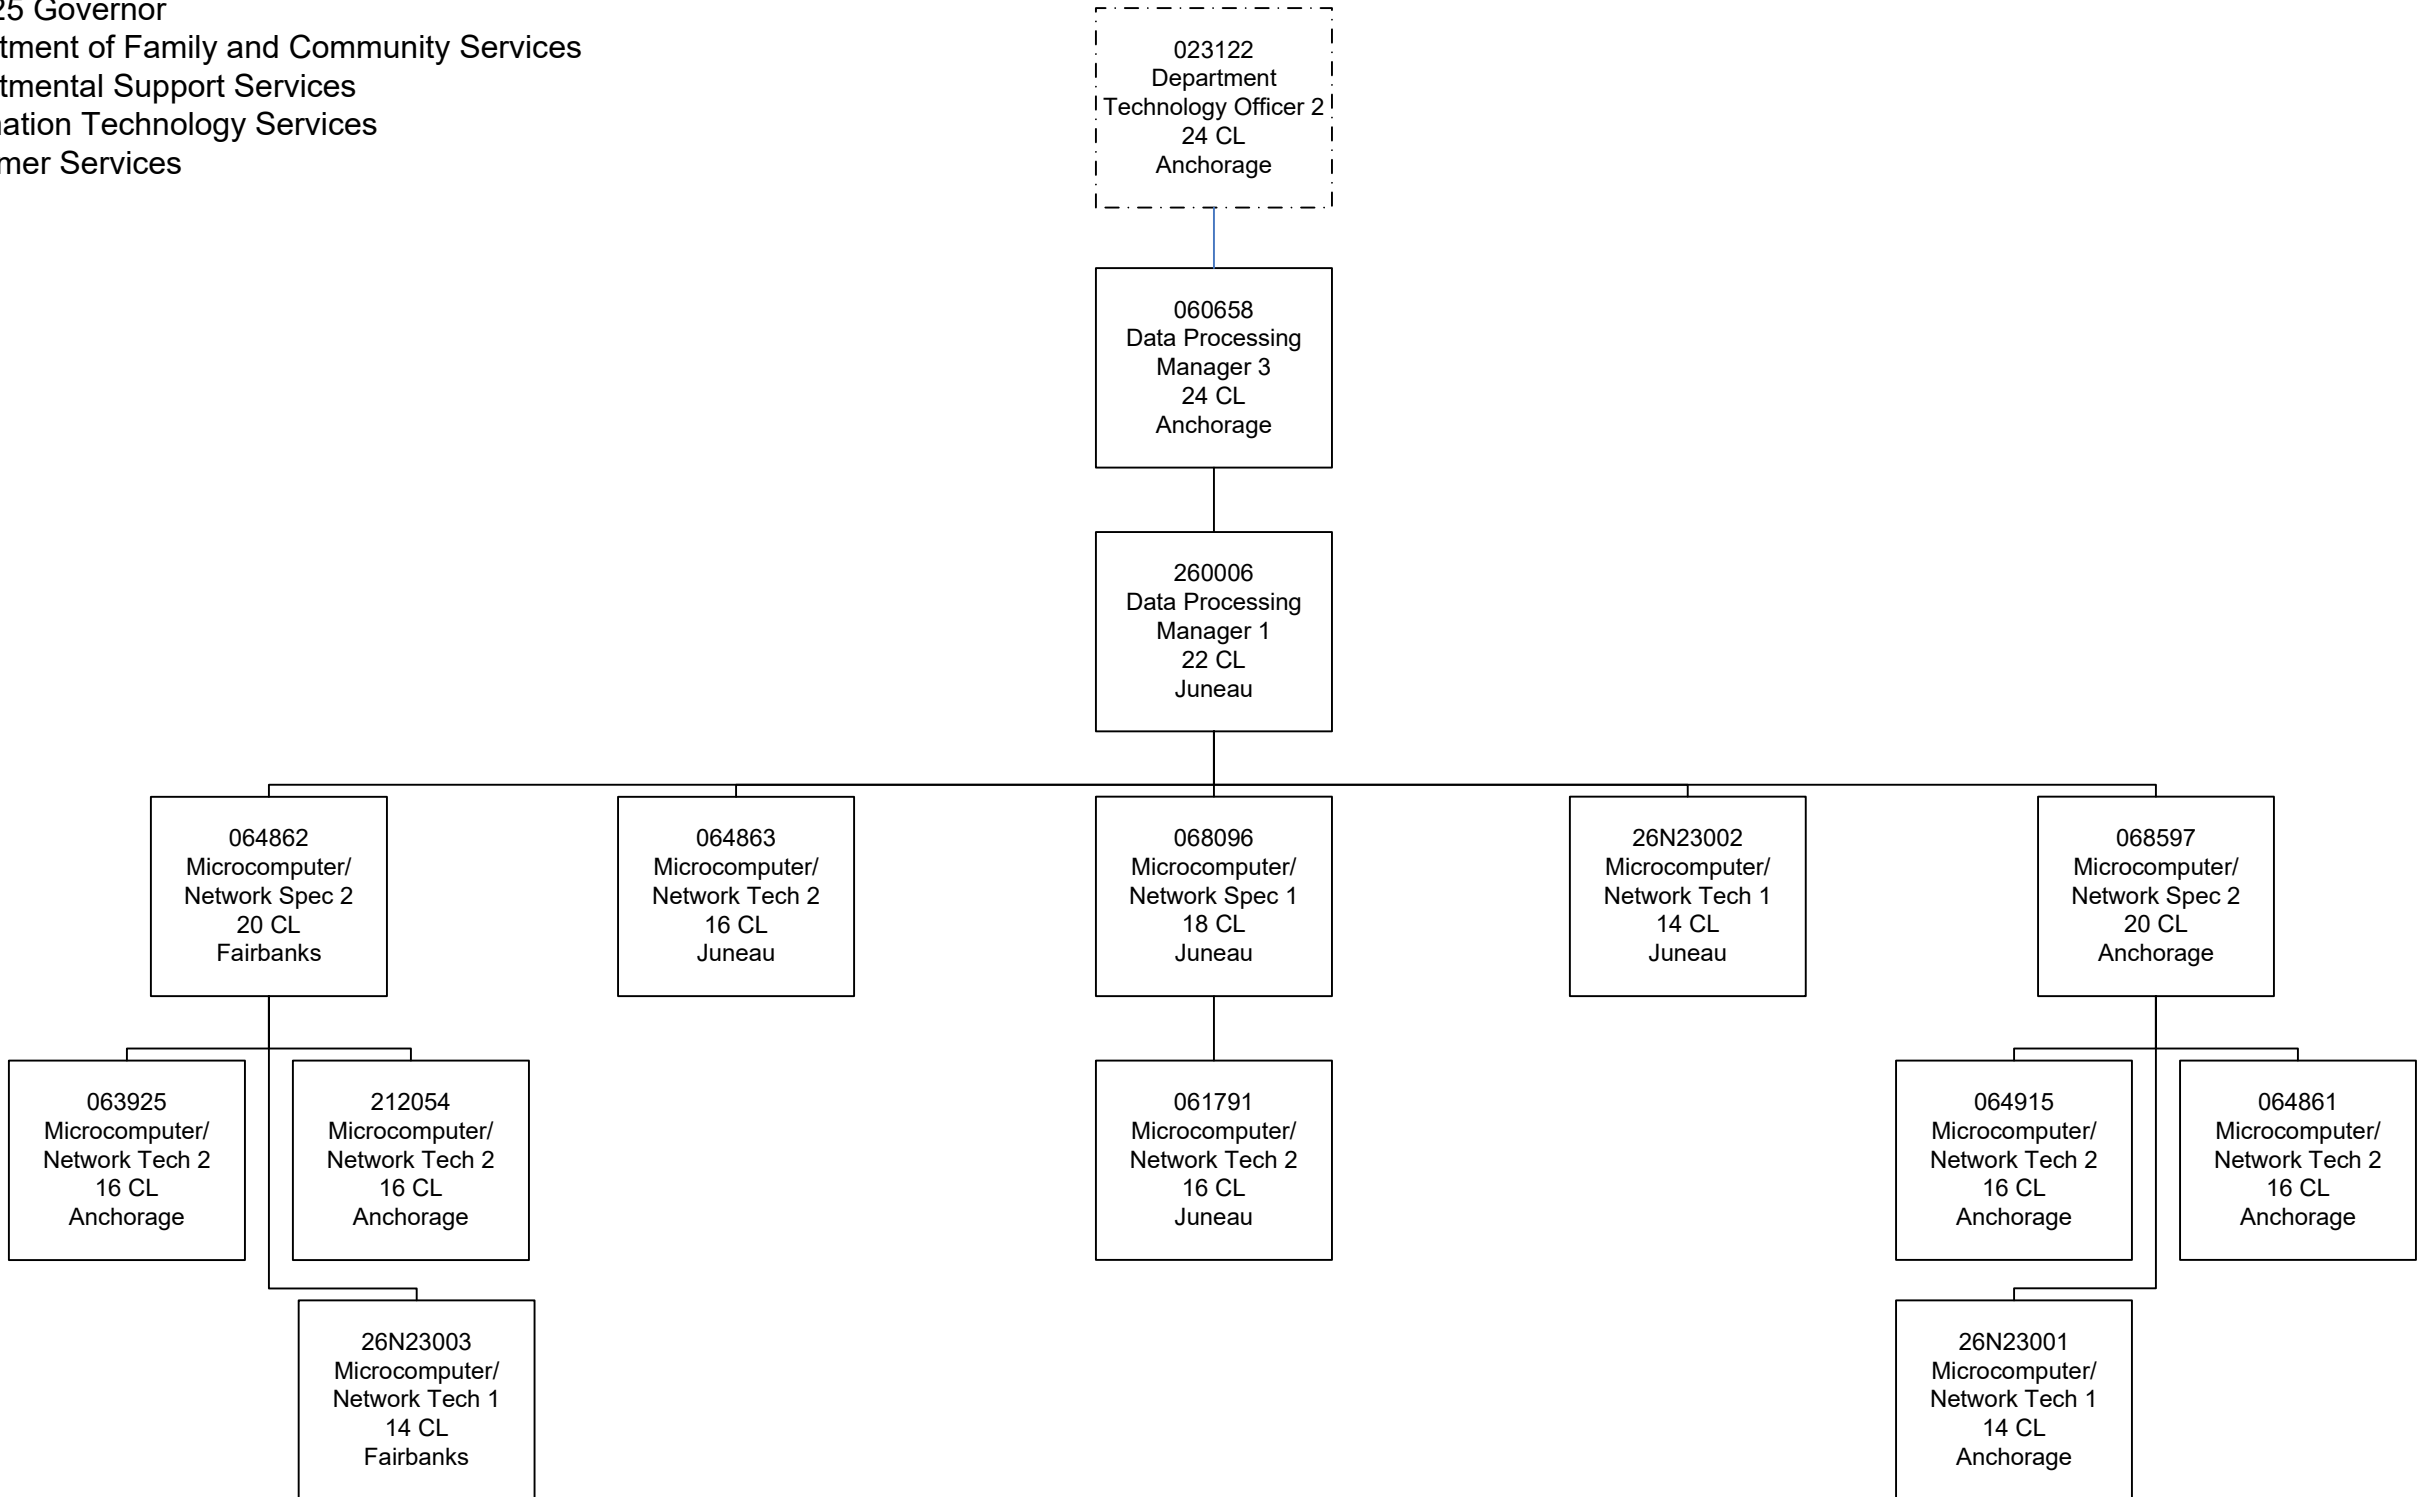 25 Governor
tment of Family and Community Services
tmental Support Services
ation Technology Services
mer Services
023122
Department
Technology Officer 2
24 CL
Anchorage
060658
Data Processing
Manager 3
24 CL
Anchorage
260006
Data Processing
Manager 1
22 CL
Juneau
064862
Microcomputer/
Network Spec 2
20 CL
Fairbanks
064863
Microcomputer/
Network Tech 2
16 CL
Juneau
068096
Microcomputer/
Network Spec 1
18 CL
Juneau
26N23002
Microcomputer/
Network Tech 1
14 CL
Juneau
068597
Microcomputer/
Network Spec 2
20 CL
Anchorage
063925
Microcomputer/
Network Tech 2
16 CL
Anchorage
212054
Microcomputer/
Network Tech 2
16 CL
Anchorage
061791
Microcomputer/
Network Tech 2
16 CL
Juneau
064915
Microcomputer/
Network Tech 2
16 CL
Anchorage
064861
Microcomputer/
Network Tech 2
16 CL
Anchorage
26N23003
Microcomputer/
Network Tech 1
14 CL
Fairbanks
26N23001
Microcomputer/
Network Tech 1
14 CL
Anchorage